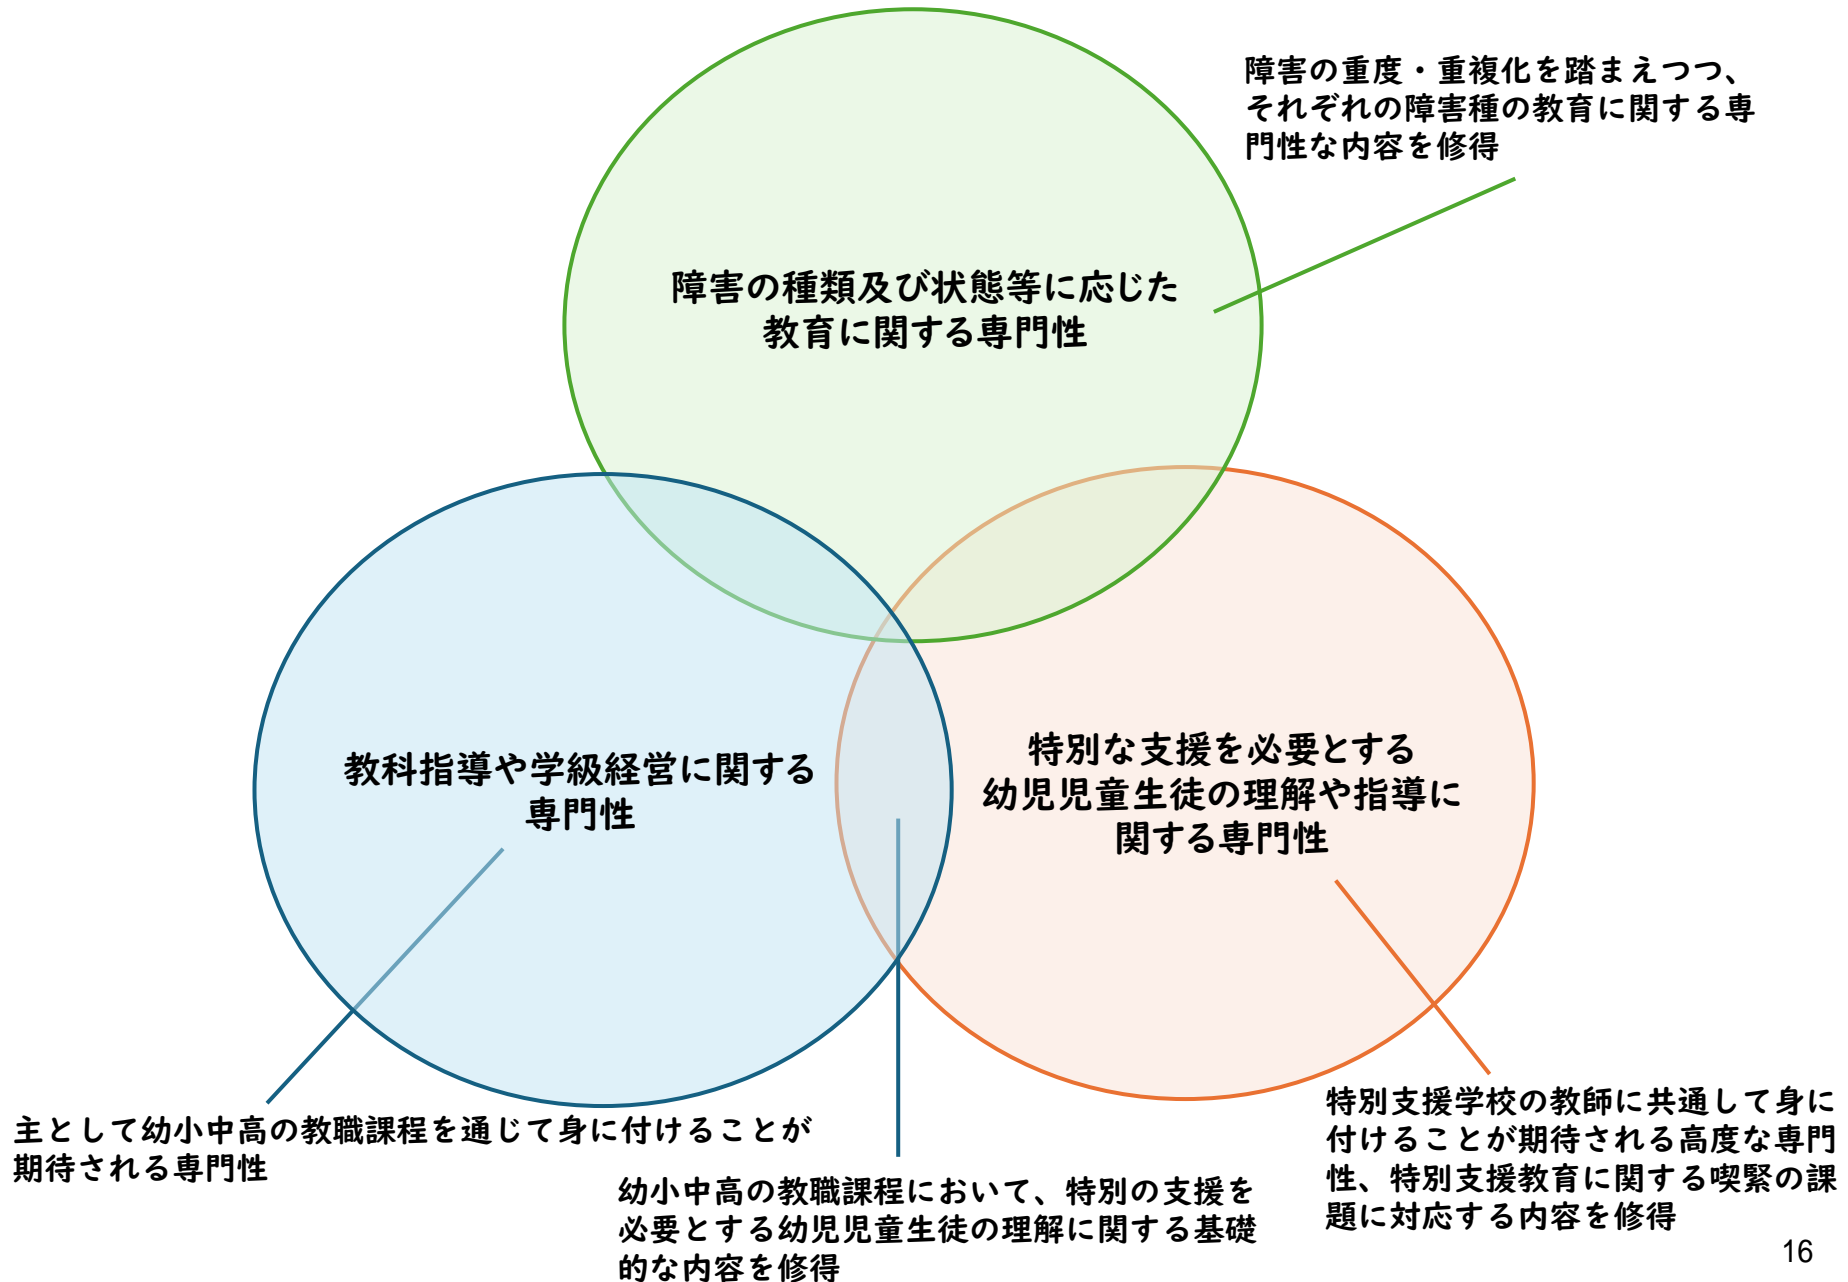 障害の重度・重複化を踏まえつつ、
それぞれの障害種の教育に関する専
門性な内容を修得
障害の種類及び状態等に応じた
教育に関する専門性
教科指導や学級経営に関する
専門性
特別な支援を必要とする
幼児児童生徒の理解や指導に
関する専門性
主として幼小中高の教職課程を通じて身に付けることが
期待される専門性
幼小中高の教職課程において、特別の支援を
必要とする幼児児童生徒の理解に関する基礎
的な内容を修得
特別支援学校の教師に共通して身に
付けることが期待される高度な専門
性、特別支援教育に関する喫緊の課
題に対応する内容を修得
16